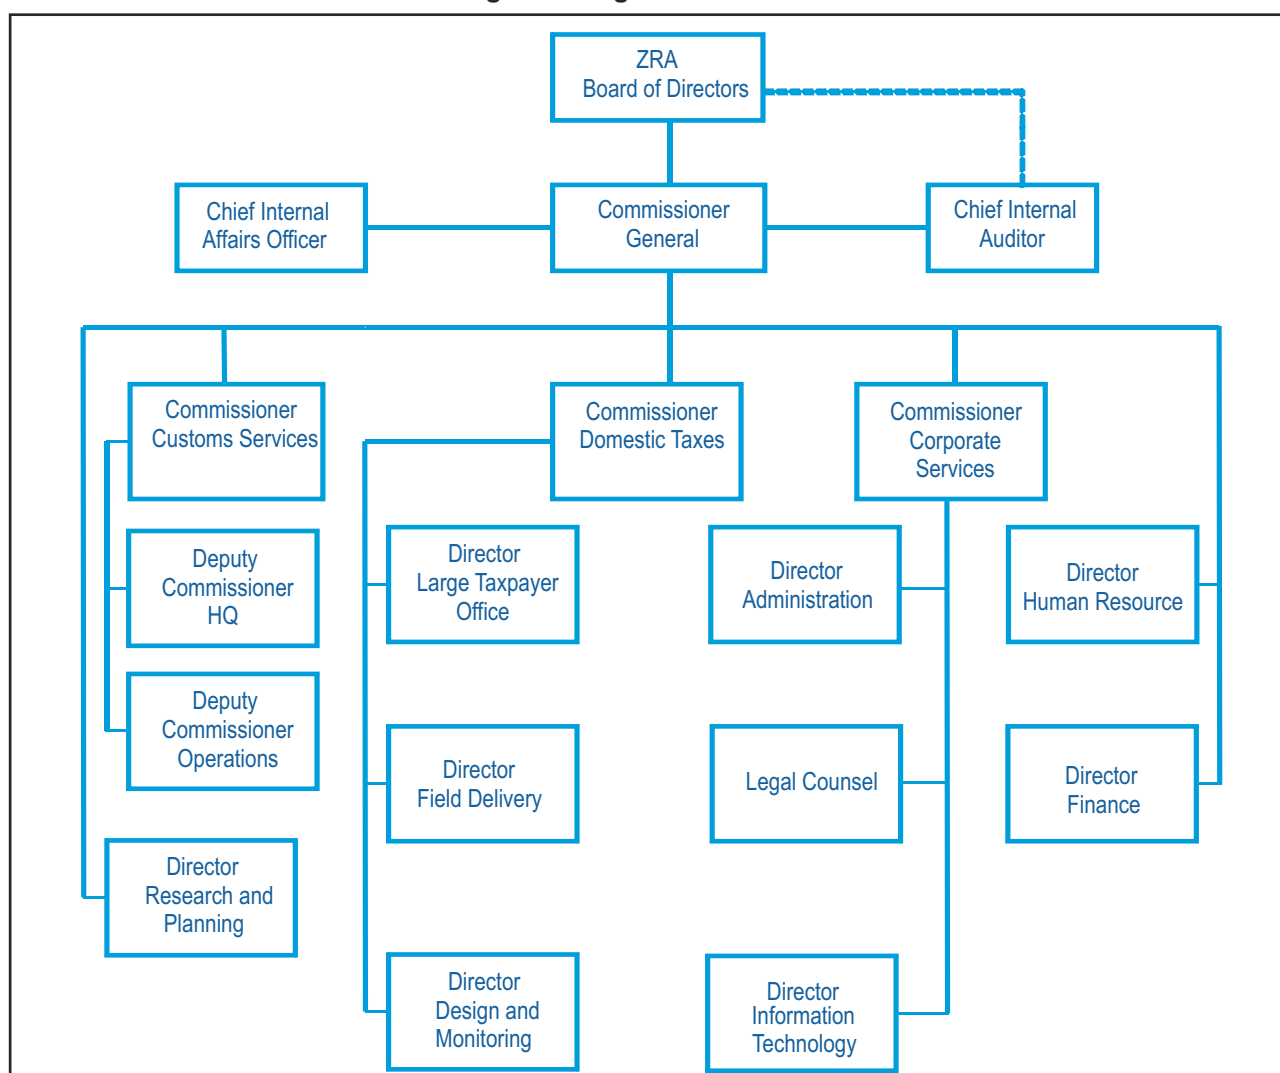 ZRA
Board of Directors
Chief Internal
Affairs Officer
Commissioner
General
Chief Internal
Auditor
Commissioner
Customs Services
Commissioner
Domestic Taxes
Commissioner
Corporate
Services
Deputy
Commissioner
HQ
Director
Large Taxpayer
Office
Director
Administration
Director
Human Resource
Deputy
Commissioner
Operations
Director
Field Delivery
Legal Counsel
Director
Finance
Director
Research and
Planning
Director
Design and
Monitoring
Director
Information
Technology